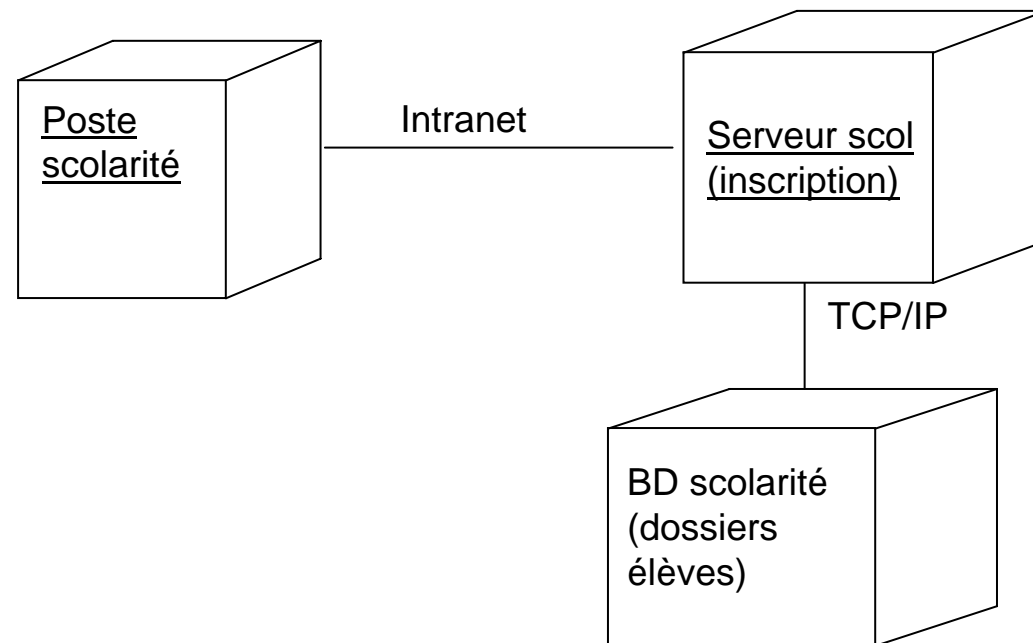 Poste
scolarité
Intranet
Serveur scol
(inscription)
TCP/IP
BD scolarité
(dossiers
élèves)